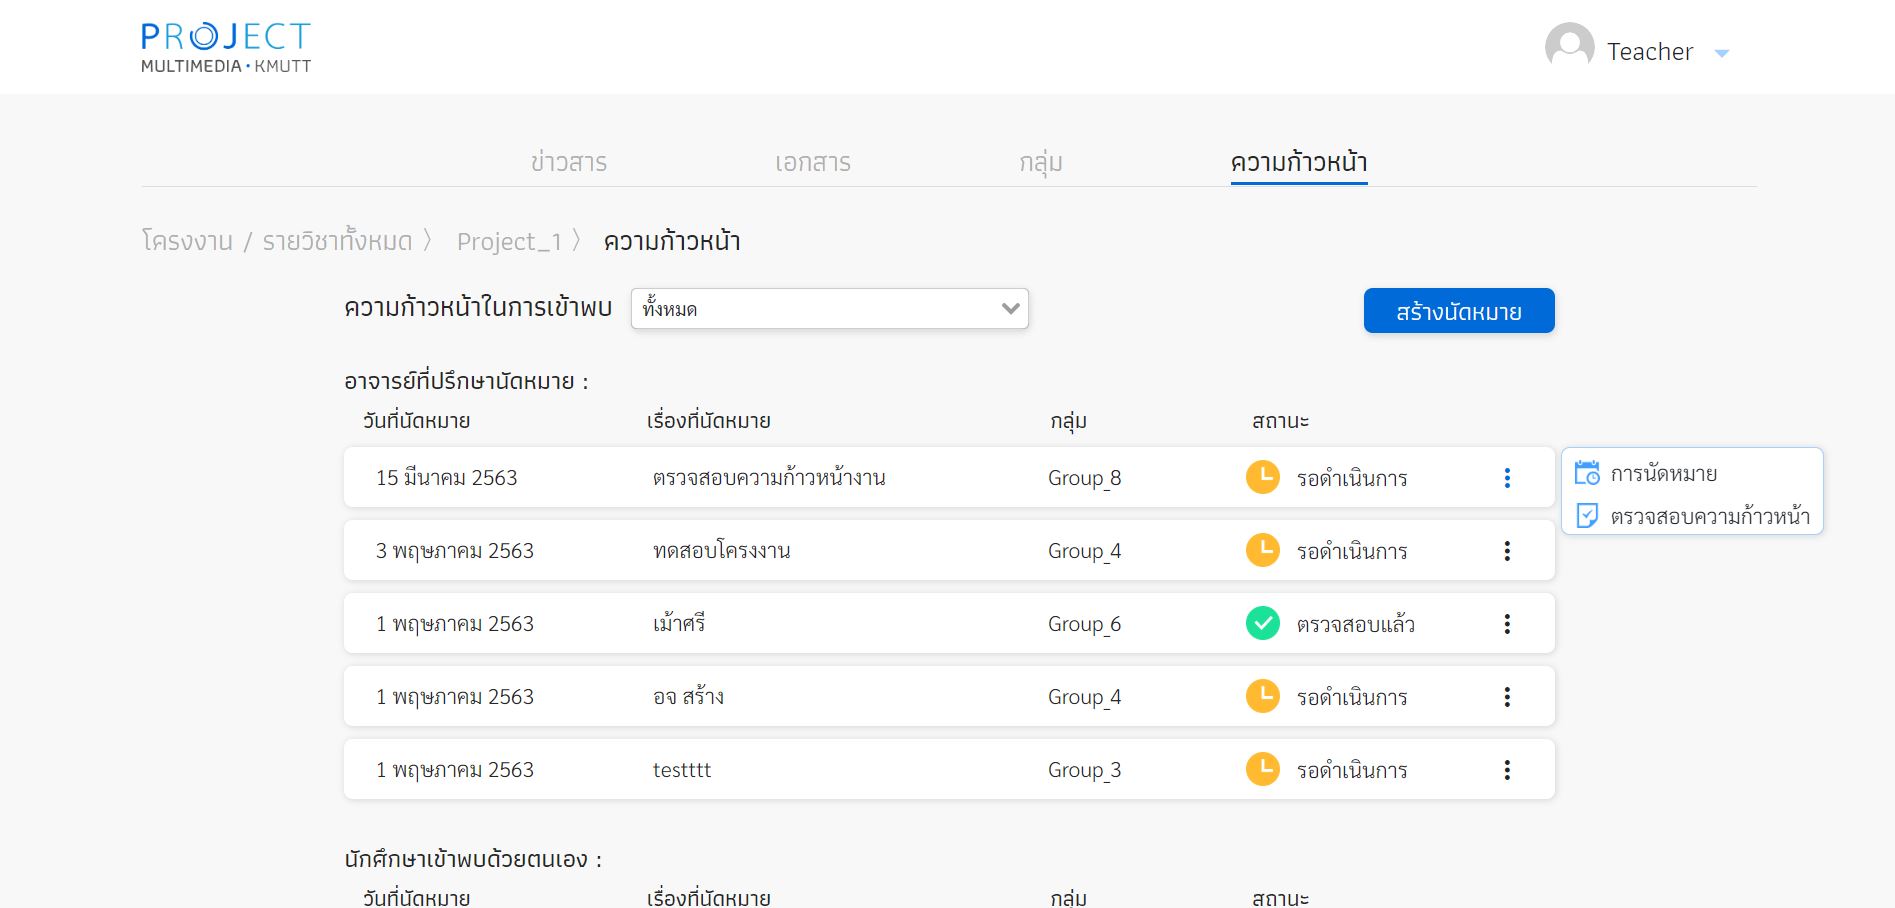 PROJECT
MULTIMEDIA • KMUTT
Teacher
ข่าวสาร เอกสาร กลุ่ม ความก้าวหน้า
โครงงาน / รายวิชาทั้งหมด 〉 Project_1 〉 ความก้าวหน้า
ความก้าวหน้าในการเข้าพบ ทั้งหมด สร้างนัดหมาย
อาจารย์ที่ปรึกษานัดหมาย :
วันที่นัดหมาย เรื่องที่นัดหมาย กลุ่ม สถานะ
15 มีนาคม 2563 ตรวจสอบความก้าวหน้างาน Group_8 รอดำเนินการ
การนัดหมาย
ตรวจสอบความก้าวหน้า
3 พฤษภาคม 2563 ทดสอบโครงงาน Group_4 รอดำเนินการ
1 พฤษภาคม 2563 เม้าศรี Group_6 ตรวจสอบแล้ว
1 พฤษภาคม 2563 อจ สร้าง Group_4 รอดำเนินการ
1 พฤษภาคม 2563 testttt Group_3 รอดำเนินการ
นักศึกษาเข้าพบด้วยตนเอง :
วันที่นัดหมาย เรื่องที่นัดหมาย กลุ่ม สถานะ